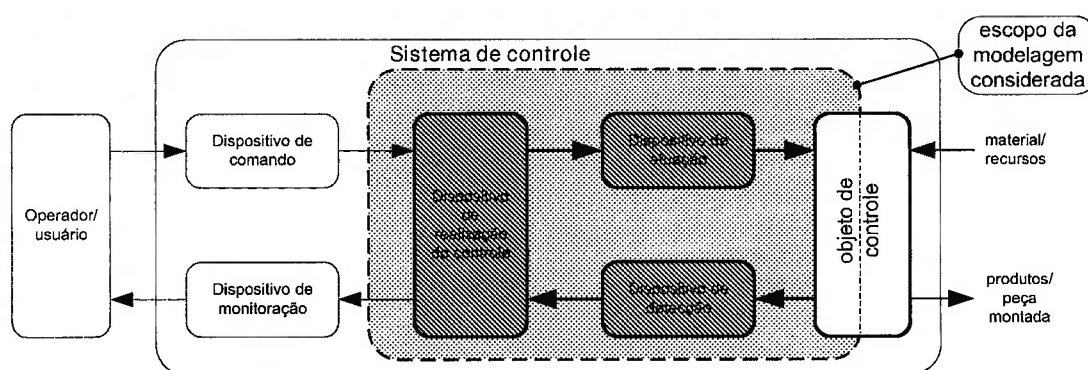 Sistema de controle
escopo da
modelagem
considerada
Operador/
usuário
Dispositivo de
comando
Dispositivo de
monitoração
Dispositivo
de
realização
do controle
Dispositivo de
atuação
Dispositivo de
detecção
objeto de
controle
material/
recursos
produtos/
peça
montada